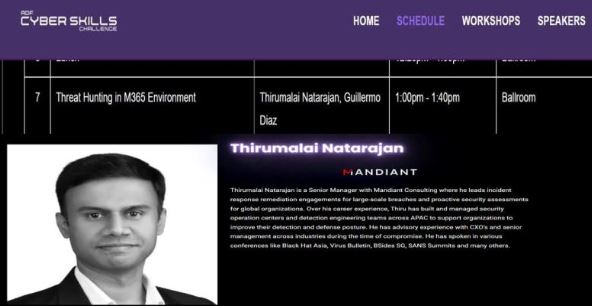 ADF
CYBER SKILLS
CHALLENGE
HOME SCHEDULE WORKSHOPS SPEAKERS
7 Threat Hunting in M365 Environment Thirumalai Natarajan, Guillermo 1:00pm - 1:40pm Ballroom
Diaz
Thirumalai Natarajan
MANDIANT
Thirumalai Natarajan is a Senior Manager with Mandiant Consulting where he leads incident
response remediation engagements for large-scale breaches and proactive security assessments
for global organizations. Over his career experience, Thiru has built and managed security
operation centers and detection engineering teams across APAC to support organizations to
improve their detection and defense posture. He has advisory experience with CXO's and senior
management across industries during the time of compromise. He has spoken in various
conferences like Black Hat Asia, Virus Bulletin, BSides SG, SANS Summits and many others.